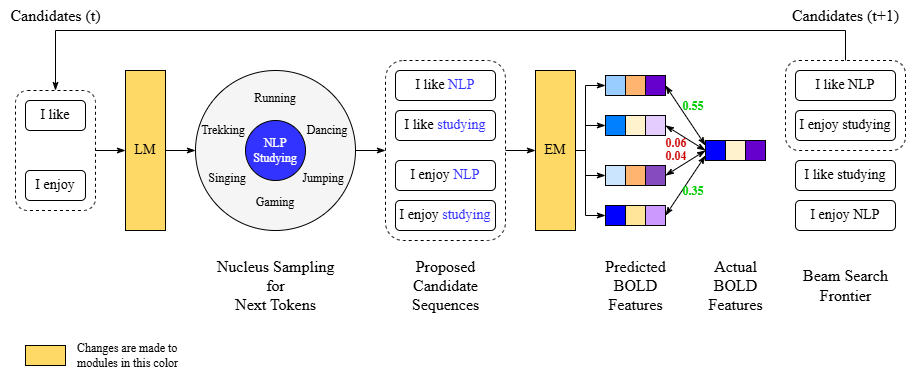 Candidates (t)
Candidates (t+1)
I like
I enjoy
LM
Running
Trekking
Dancing
NLP
Studying
Singing
Jumping
Gaming
I like NLP
I like studying
I enjoy NLP
I enjoy studying
EM
0.55
0.06
0.04
0.35
I like NLP
I enjoy studying
I like studying
I enjoy NLP
Nucleus Sampling
for
Next Tokens
Proposed
Candidate
Sequences
Predicted
BOLD
Features
Actual
BOLD
Features
Beam Search
Frontier
Changes are made to
modules in this color